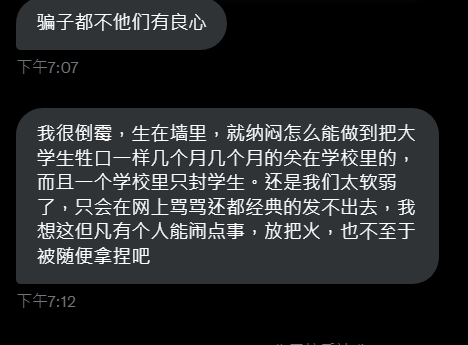 骗子都不他们有良心
下午7:07
我很倒霉，生在墙里，就纳闷怎么能做到把大
学生牲口一样几个月几个月的关在学校里的，
而且一个学校里只封学生。还是我们太软弱
了，只会在网上骂骂还都经典的发不出去，我
想这但凡有个人能闹点事，放把火，也不至于
被随便拿捏吧
下午7:12